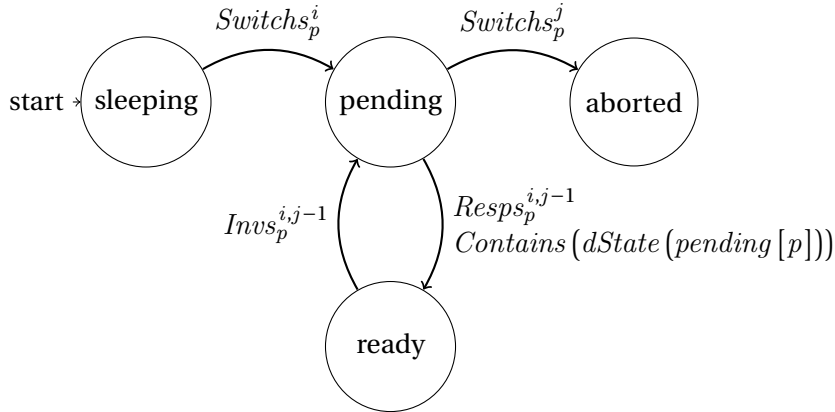 Switchs_p^i
Switchs_p^j
start
sleeping
pending
aborted
Invs_p^{i,j−1}
Resps_p^{i,j−1}
Contains (dState (pending [p]))
ready